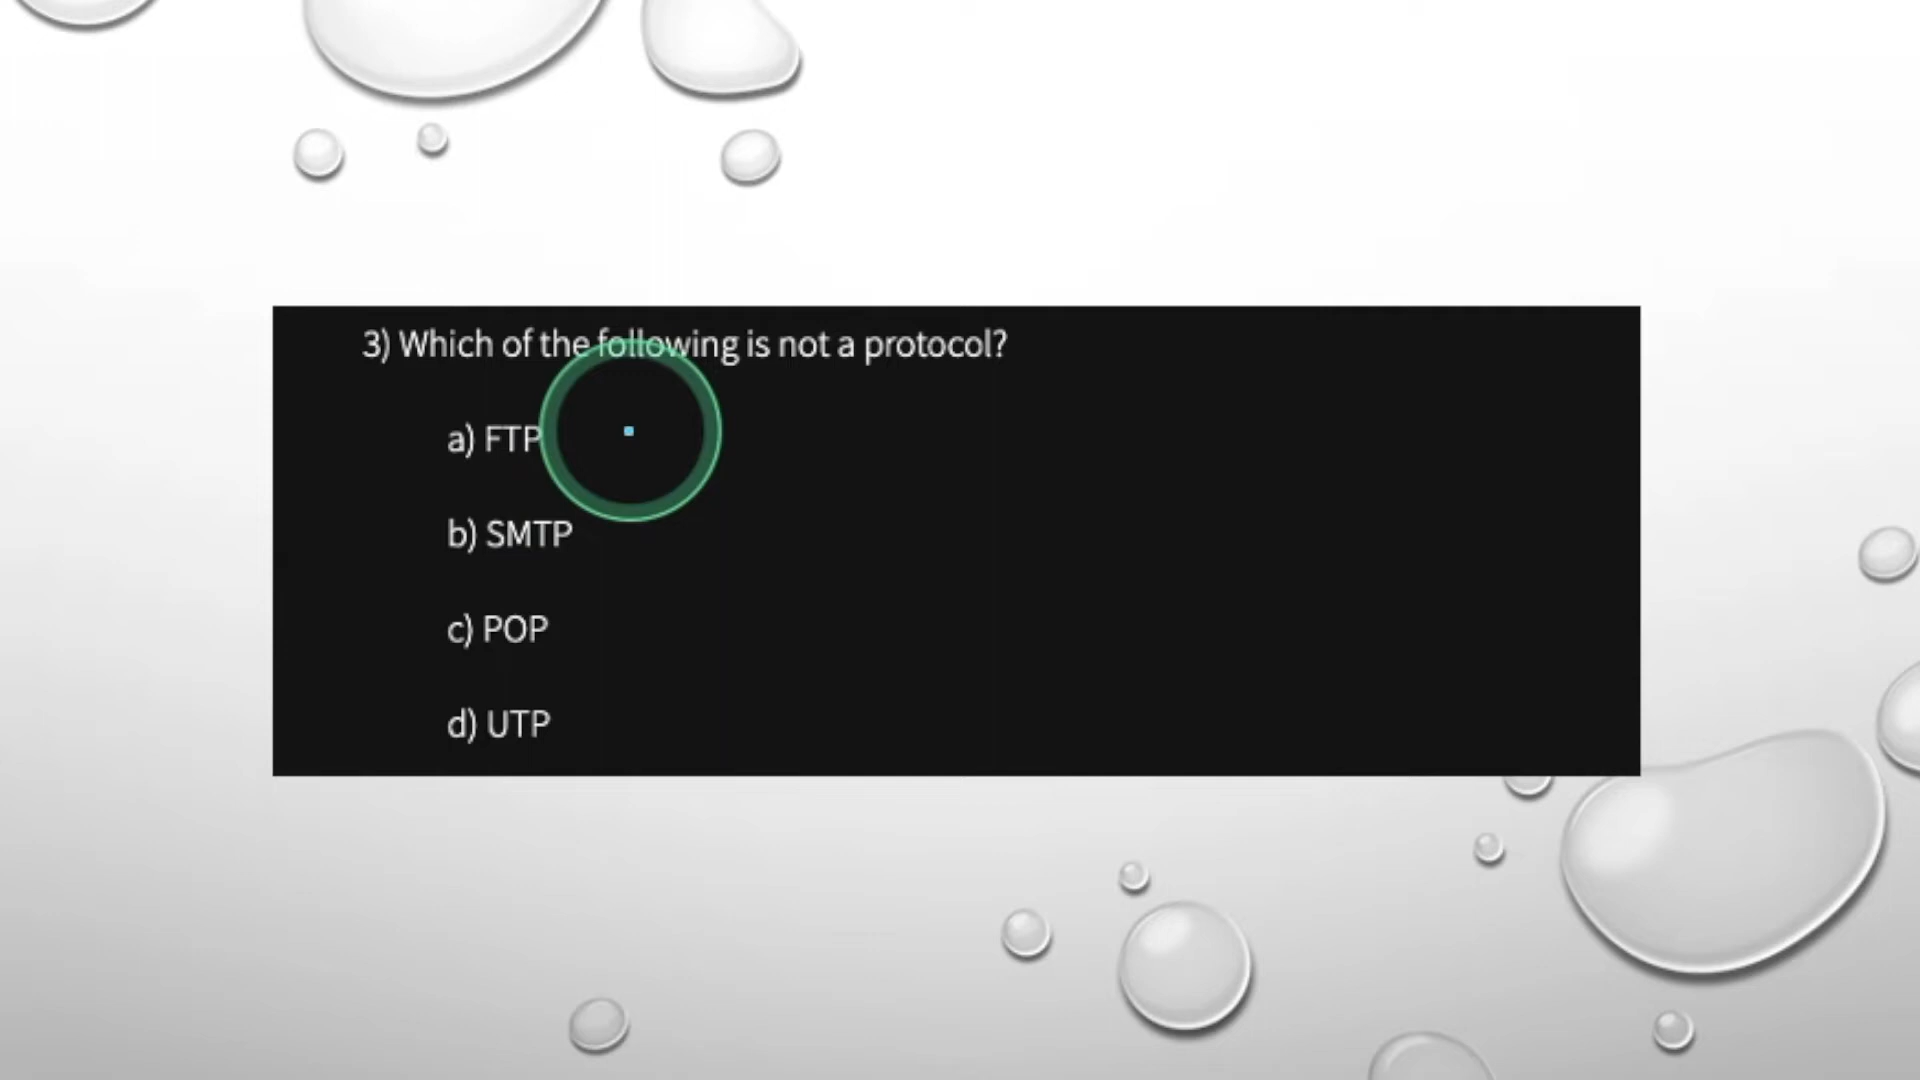 3) Which of the following is not a protocol?
a) FTP
b) SMTP
c) POP
d) UTP